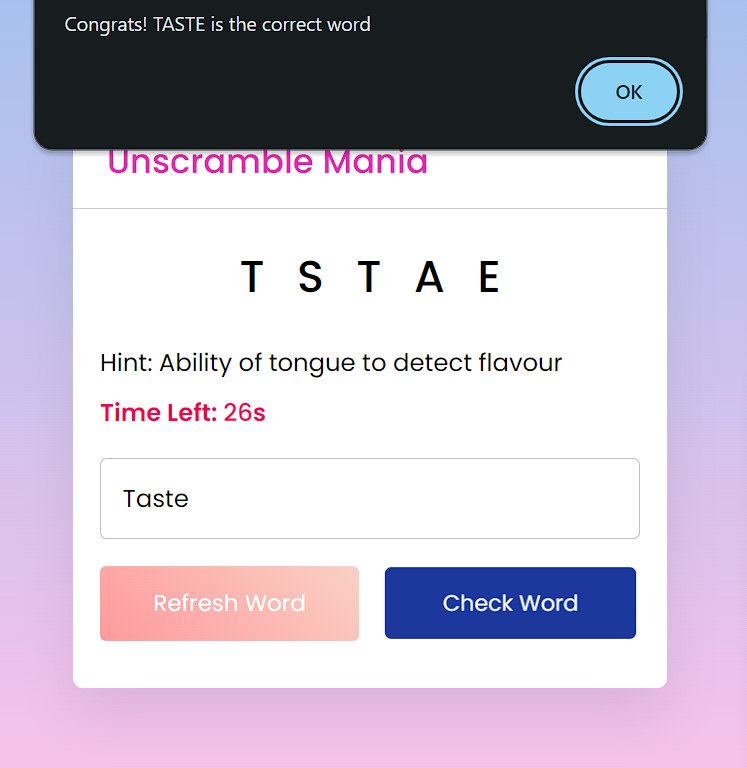 Congrats! TASTE is the correct word
OK
Unscramble Mania
T S T A E
Hint: Ability of tongue to detect flavour
Time Left: 26s
Taste
Refresh Word
Check Word